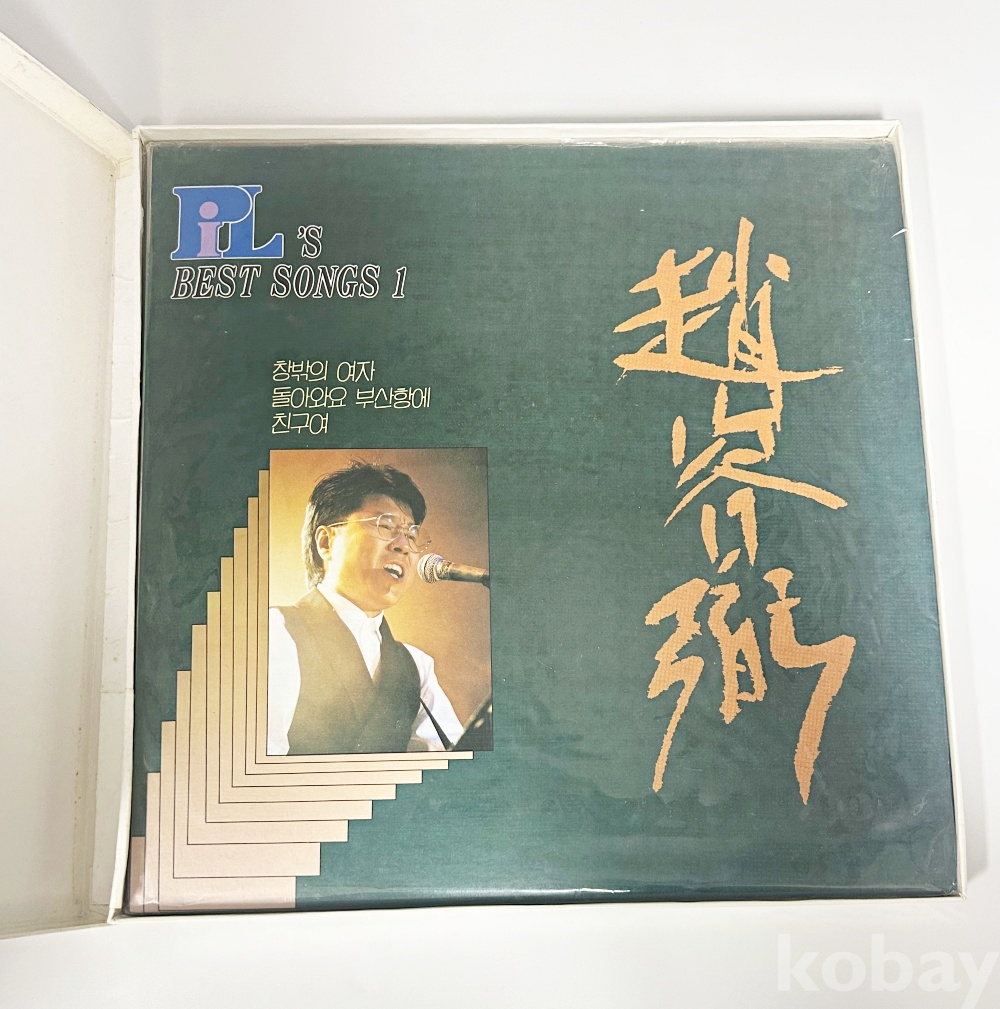 PiL'S
BEST SONGS 1
창밖의 여자
돌아와요 부산항에
친구여
趙容弼
kobay